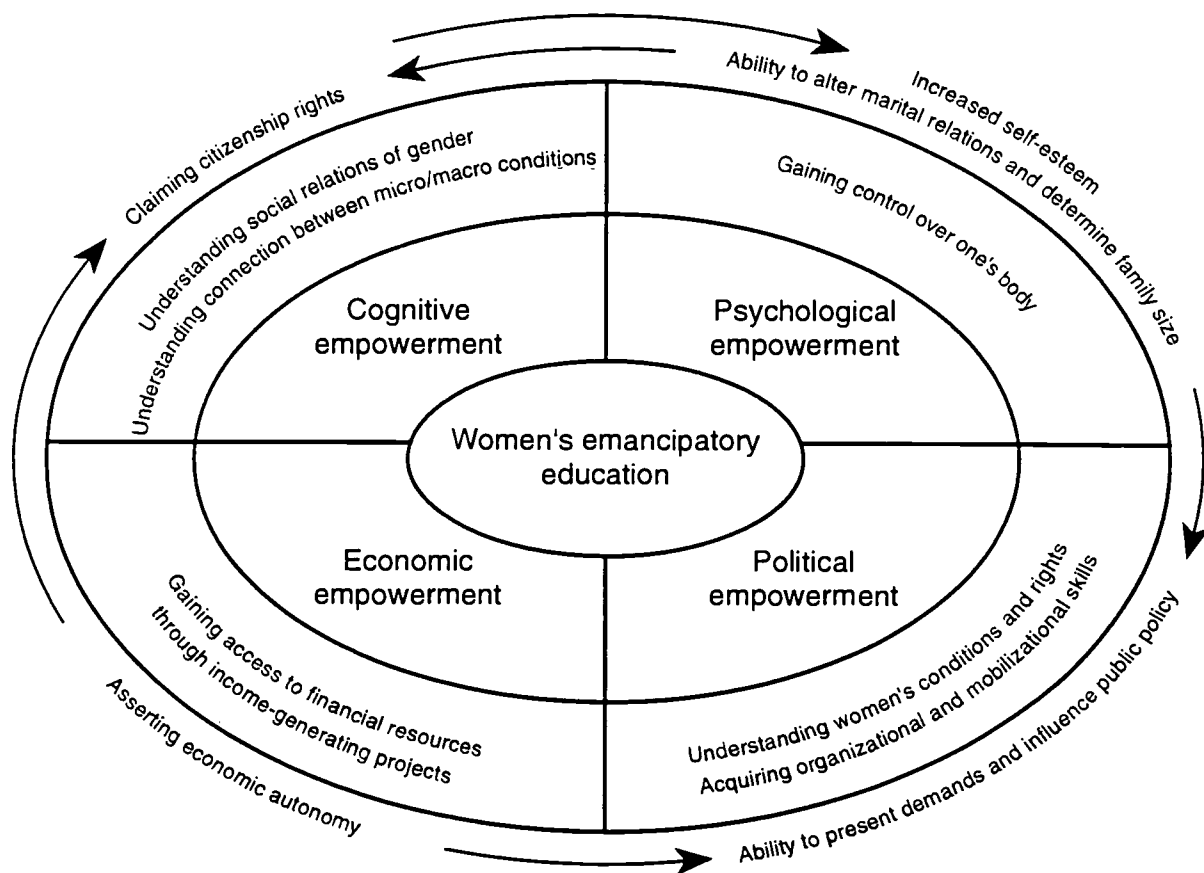 Claiming citizenship rights
Increased self-esteem
Ability to alter marital relations and determine family size
Understanding social relations of gender
Understanding connection between micro/macro conditions
Gaining control over one's body
Cognitive
empowerment
Psychological
empowerment
Women's emancipatory
education
Economic
empowerment
Political
empowerment
Gaining access to financial resources
through income-generating projects
Understanding women's conditions and rights
Acquiring organizational and mobilizational skills
Asserting economic autonomy
Ability to present demands and influence public policy